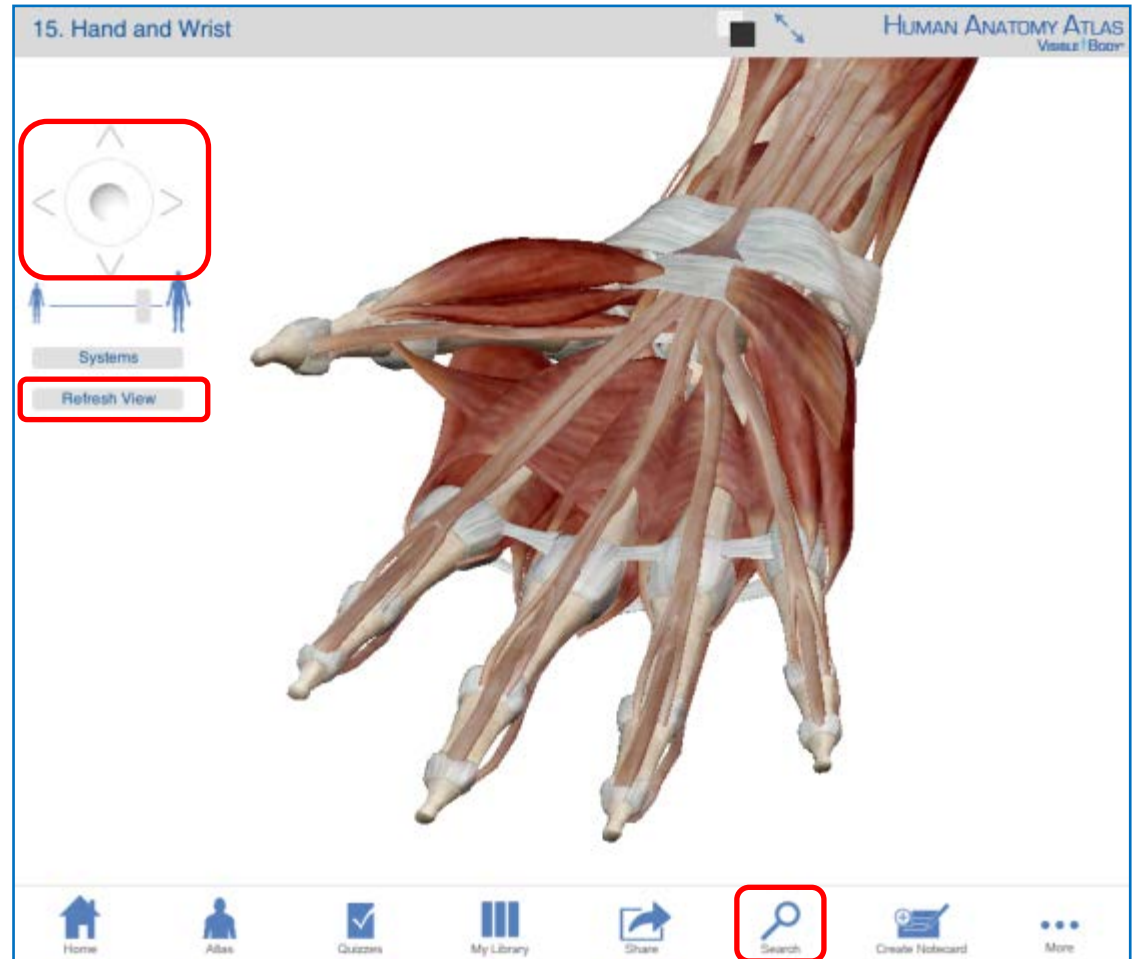 15. Hand and Wrist
HUMAN ANATOMY ATLAS
VISIBLE BODY
Systems
Refresh View
Home
Atlas
Quizzes
My Library
Share
Search
Create Notecard
More